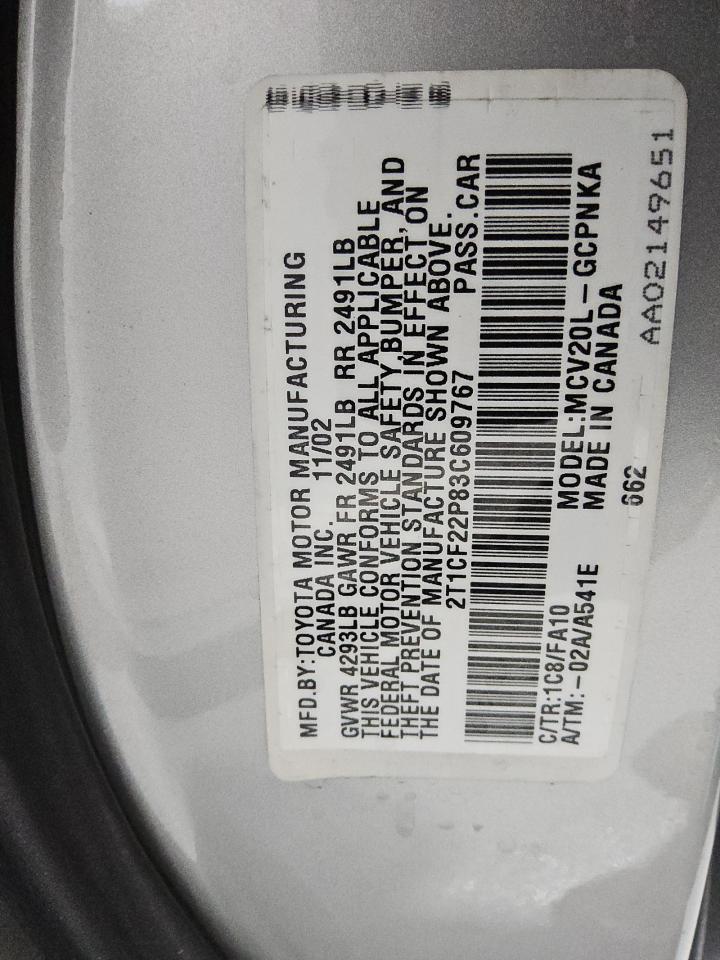 MFD.BY:TOYOTA MOTOR MANUFACTURING
CANADA INC. 11/02
GVWR 4293LB GAWR FR 2491LB RR 2491LB
THIS VEHICLE CONFORMS TO ALL APPLICABLE
FEDERAL MOTOR VEHICLE SAFETY BUMPER, AND
THEFT PREVENTION STANDARDS IN EFFECT ON
THE DATE OF MANUFACTURE SHOWN ABOVE.
2T1CF22P83C609767 PASS.CAR
C/TR:1C8/FA10 MODEL:MCV20L-GCPNKA
A/TM:-02A/A541E MADE IN CANADA
662
AA02149651